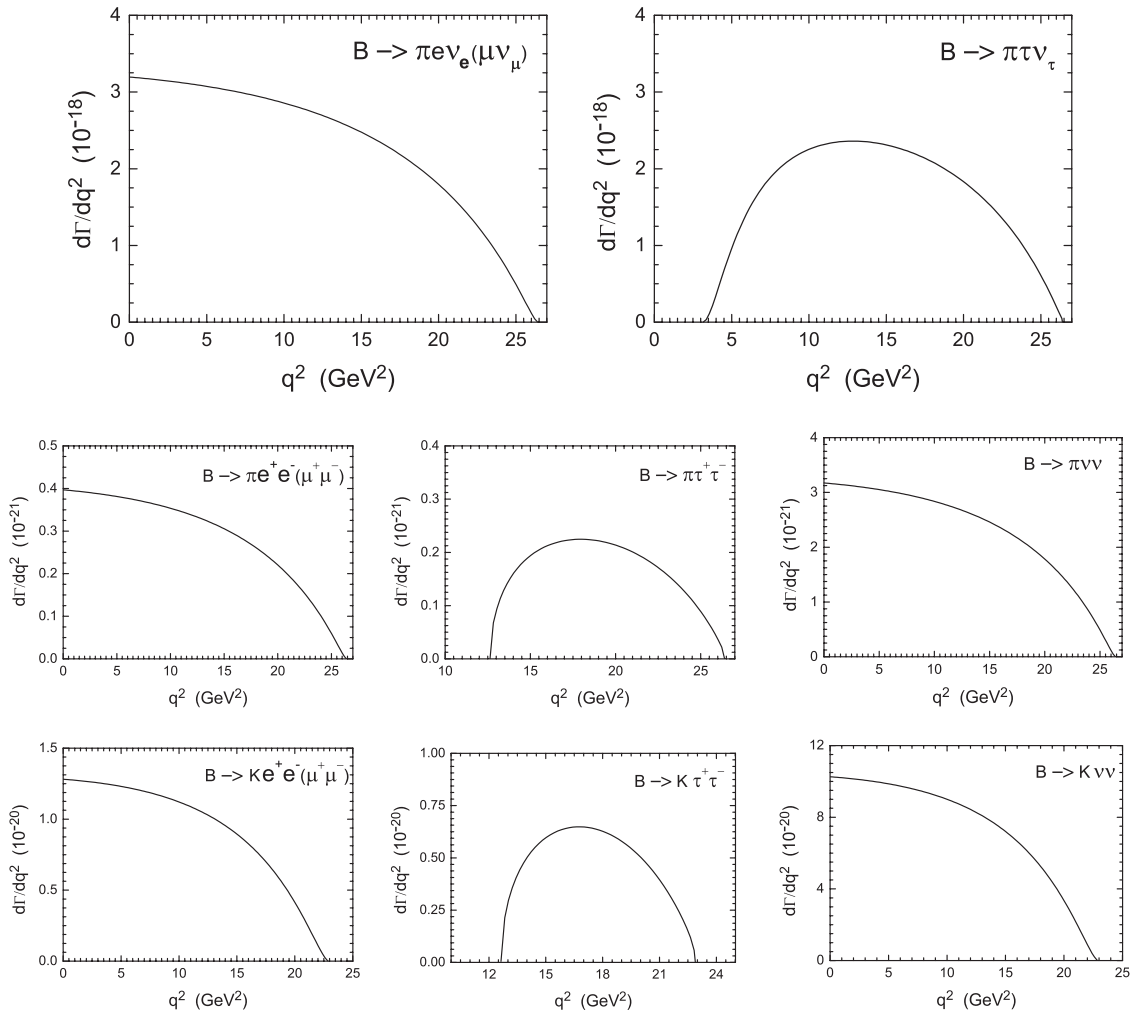 B –> πeνe(μνμ)
dΓ/dq² (10⁻¹⁸)
4
3
2
1
0
0 5 10 15 20 25
q² (GeV²)
B –> πτντ
dΓ/dq² (10⁻¹⁸)
4
3
2
1
0
0 5 10 15 20 25
q² (GeV²)
B –> πe⁺e⁻(μ⁺μ⁻)
dΓ/dq² (10⁻²¹)
0.5
0.4
0.3
0.2
0.1
0.0
0 5 10 15 20 25
q² (GeV²)
B –> πτ⁺τ⁻
dΓ/dq² (10⁻²¹)
0.4
0.3
0.2
0.1
0.0
10 15 20 25
q² (GeV²)
B –> πνν
dΓ/dq² (10⁻²¹)
4
3
2
1
0
0 5 10 15 20 25
q² (GeV²)
B –> Ke⁺e⁻(μ⁺μ⁻)
dΓ/dq² (10⁻²⁰)
1.5
1.0
0.5
0.0
0 5 10 15 20 25
q² (GeV²)
B –> K τ⁺τ⁻
dΓ/dq² (10⁻²⁰)
1.00
0.75
0.50
0.25
0.00
12 15 18 21 24
q² (GeV²)
B –> K νν
dΓ/dq² (10⁻²⁰)
12
8
4
0
0 5 10 15 20 25
q² (GeV²)